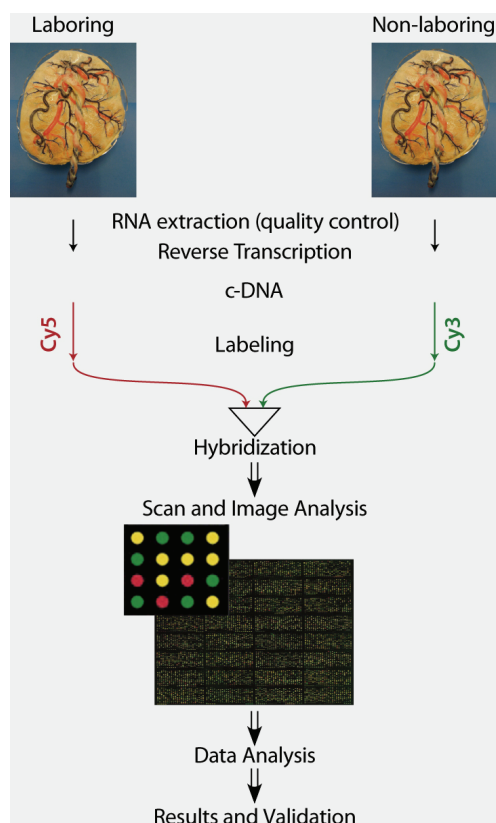 Laboring
Non-laboring
RNA extraction (quality control)
Reverse Transcription
c-DNA
Cy5
Labeling
Cy3
Hybridization
Scan and Image Analysis
Data Analysis
Results and Validation